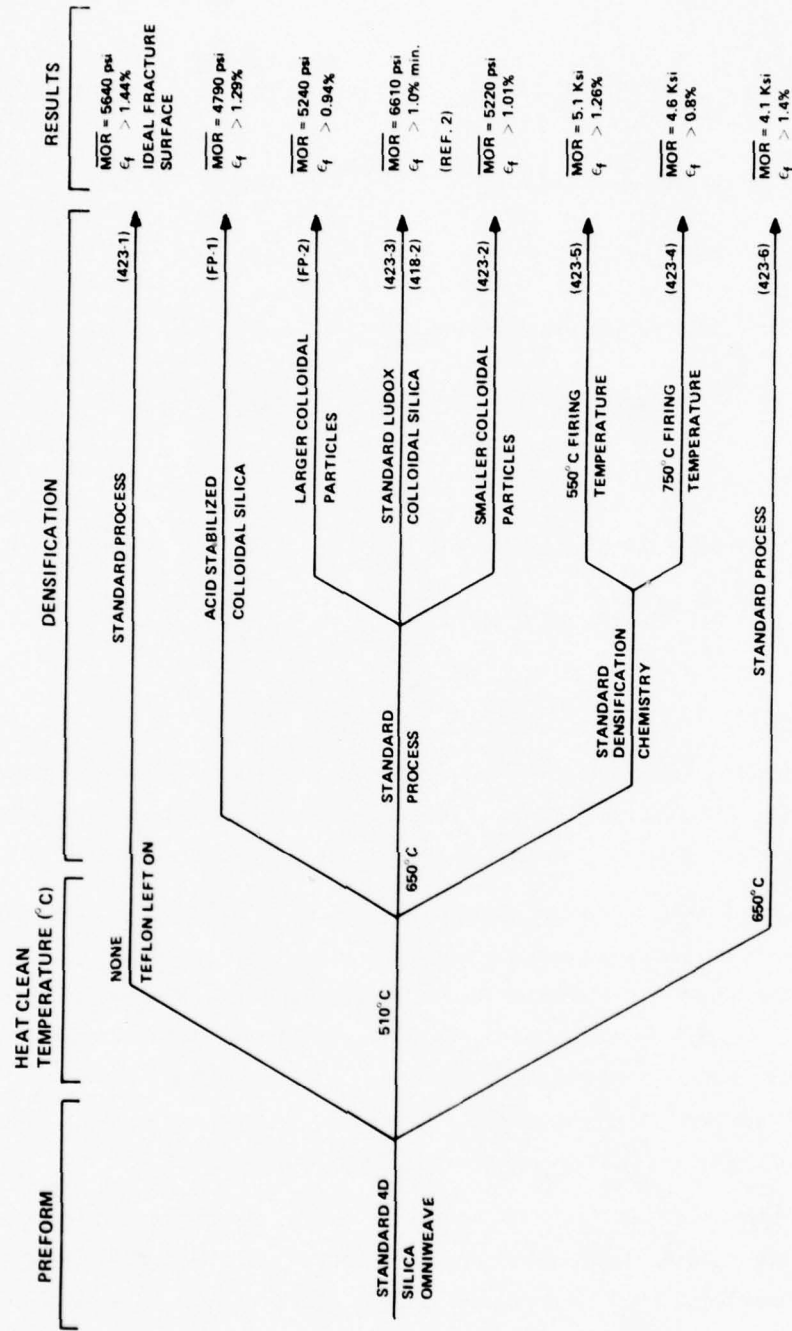 PREFORM
HEAT CLEAN
TEMPERATURE (°C)
DENSIFICATION
RESULTS
STANDARD 4D
SILICA
OMNIWEAVE
NONE
TEFLON LEFT ON
STANDARD PROCESS
(423-1)
MOR = 5640 psi
ϵf > 1.44%
IDEAL FRACTURE
SURFACE
ACID STABILIZED
COLLOIDAL SILICA
(FP-1)
MOR = 4790 psi
ϵf > 1.29%
LARGER COLLOIDAL
PARTICLES
(FP-2)
MOR = 5240 psi
ϵf > 0.94%
510°C
650°C
STANDARD
PROCESS
STANDARD LUDOX
COLLOIDAL SILICA
(423-3)
(418-2)
MOR = 6610 psi
ϵf > 1.0% min.
(REF. 2)
SMALLER COLLOIDAL
PARTICLES
(423-2)
MOR = 5220 psi
ϵf > 1.01%
STANDARD
DENSIFICATION
CHEMISTRY
550°C FIRING
TEMPERATURE
(423-5)
MOR = 5.1 Ksi
ϵf > 1.26%
750°C FIRING
TEMPERATURE
(423-4)
MOR = 4.6 Ksi
ϵf > 0.8%
650°C
STANDARD PROCESS
(423-6)
MOR = 4.1 Ksi
ϵf > 1.4%